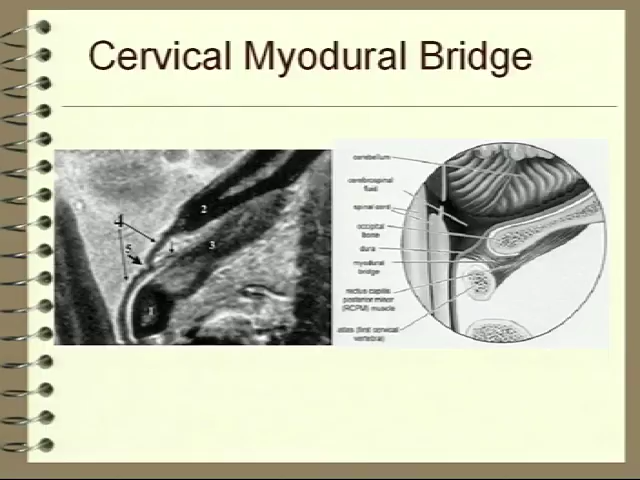 Cervical Myodural Bridge
2
4
5
3
1
cerebellum
cerebrospinal
fluid
spinal cord
occipital
bone
dura
myodural
bridge
rectus capitis
posterior minor
(RCPM) muscle
atlas (first cervical
vertebra)